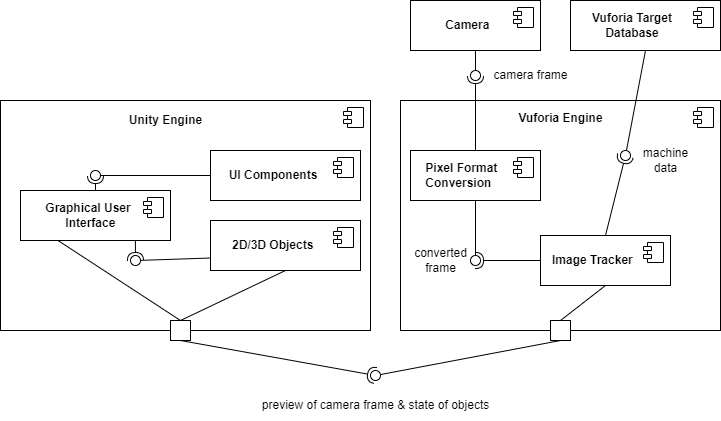 Camera
Vuforia Target
Database
camera frame
Unity Engine
Vuforia Engine
UI Components
Pixel Format
Conversion
machine
data
Graphical User
Interface
2D/3D Objects
converted
frame
Image Tracker
preview of camera frame & state of objects